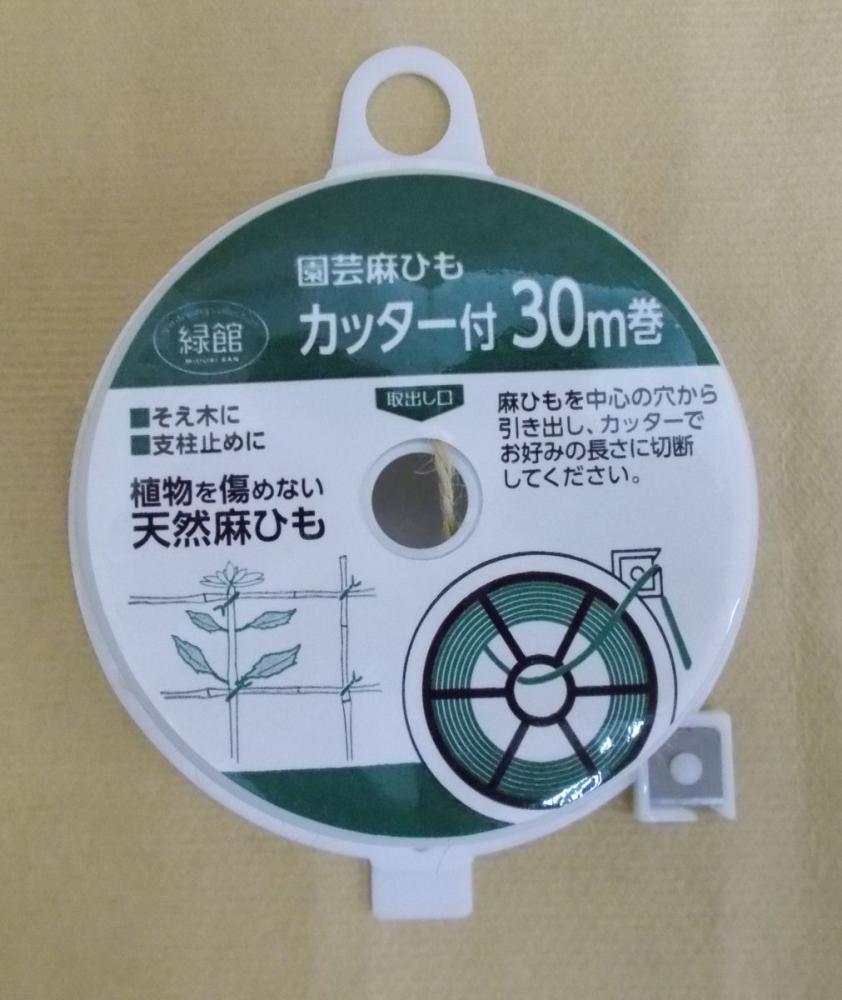 園芸麻ひも
カッター付 30m巻
緑館
MIDORI KAN
取出し口
■そえ木に
■支柱止めに
植物を傷めない
天然麻ひも
麻ひもを中心の穴から
引き出し、カッターで
お好みの長さに切断
してください。